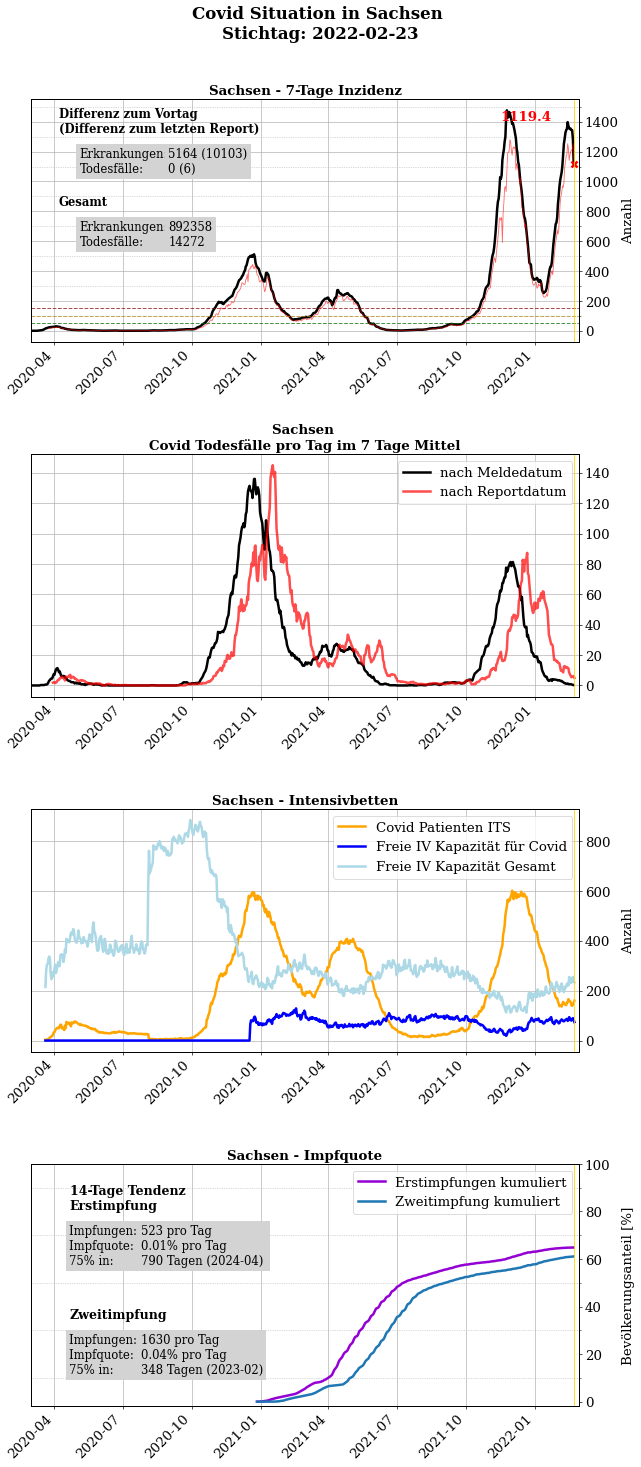 Covid Situation in Sachsen
Stichtag: 2022-02-23
Sachsen - 7-Tage Inzidenz
Differenz zum Vortag
(Differenz zum letzten Report)
Erkrankungen 5164 (10103)
Todesfälle: 0 (6)
Gesamt
Erkrankungen 892358
Todesfälle: 14272
1119.4
1400
1200
1000
800
600
400
200
0
Anzahl
2020-04
2020-07
2020-10
2021-01
2021-04
2021-07
2021-10
2022-01
Sachsen
Covid Todesfälle pro Tag im 7 Tage Mittel
nach Meldedatum
nach Reportdatum
140
120
100
80
60
40
20
0
2020-04
2020-07
2020-10
2021-01
2021-04
2021-07
2021-10
2022-01
Sachsen - Intensivbetten
Covid Patienten ITS
Freie IV Kapazität für Covid
Freie IV Kapazität Gesamt
800
600
400
200
0
Anzahl
2020-04
2020-07
2020-10
2021-01
2021-04
2021-07
2021-10
2022-01
Sachsen - Impfquote
14-Tage Tendenz
Erstimpfung
Impfungen: 523 pro Tag
Impfquote: 0.01% pro Tag
75% in: 790 Tagen (2024-04)
Zweitimpfung
Impfungen: 1630 pro Tag
Impfquote: 0.04% pro Tag
75% in: 348 Tagen (2023-02)
Erstimpfungen kumuliert
Zweitimpfung kumuliert
100
80
60
40
20
0
Bevölkerungsanteil [%]
2020-04
2020-07
2020-10
2021-01
2021-04
2021-07
2021-10
2022-01